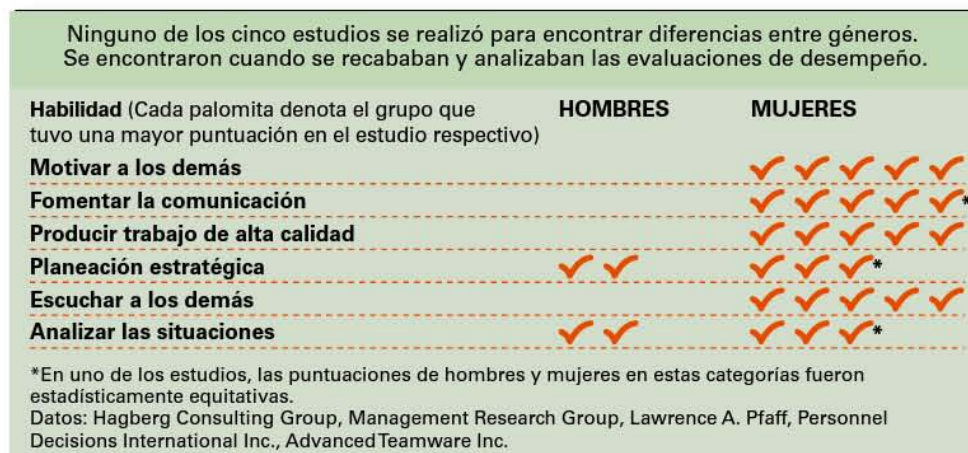 Ninguno de los cinco estudios se realizó para encontrar diferencias entre géneros.
Se encontraron cuando se recababan y analizaban las evaluaciones de desempeño.
Habilidad (Cada palomita denota el grupo que HOMBRES MUJERES
tuvo una mayor puntuación en el estudio respectivo)
Motivar a los demás ✓ ✓ ✓ ✓ ✓
Fomentar la comunicación ✓ ✓ ✓ ✓ ✓*
Producir trabajo de alta calidad ✓ ✓ ✓ ✓ ✓
Planeación estratégica ✓ ✓ ✓ ✓ ✓*
Escuchar a los demás ✓ ✓ ✓ ✓ ✓
Analizar las situaciones ✓ ✓ ✓ ✓ ✓*
*En uno de los estudios, las puntuaciones de hombres y mujeres en estas categorías fueron
estadísticamente equitativas.
Datos: Hagberg Consulting Group, Management Research Group, Lawrence A. Pfaff, Personnel
Decisions International Inc., Advanced Teamware Inc.